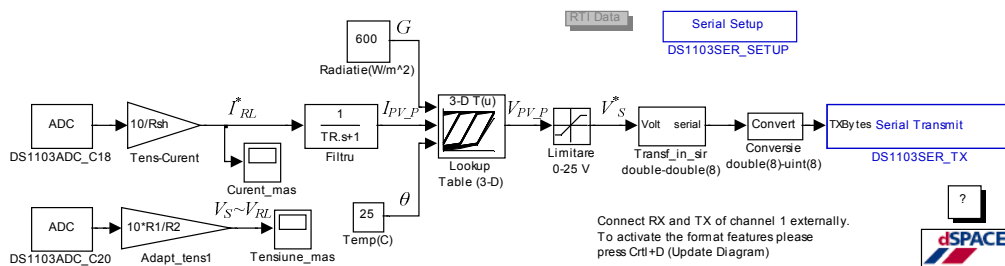 RTI Data
Serial Setup
DS1103SER_SETUP
600
G
Radiatie(W/m^2)
ADC
DS1103ADC_C18
10/Rsh
Tens-Curent
I*RL
Curent_mas
1
TR.s+1
Filtru
IPV_P
3-D T(u)
Lookup
Table (3-D)
VPV_P
Limitare
0-25 V
V*S
Volt serial
Transf_in_sir
double-double(8)
Convert
Conversie
double(8)-uint(8)
TXBytes Serial Transmit
DS1103SER_TX
ADC
DS1103ADC_C20
10*R1/R2
Adapt_tens1
VS~VRL
Tensiune_mas
25
θ
Temp(C)
Connect RX and TX of channel 1 externally.
To activate the format features please
press Crtl+D (Update Diagram)
?
dSPACE